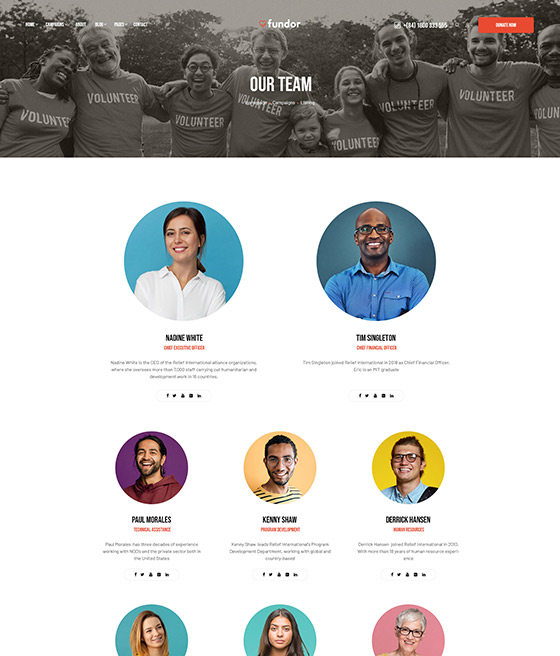 HOME CAMPAIGNS ABOUT BLOG PAGES CONTACT
fundor
+(84) 1800 333 555
DONATE NOW
VOLUNTEER VOLUNTEER VOLUNTEER VOLUNTEER VOLUNTEER VOLUNTEER VOLUNTEER
OUR TEAM
Campaigns - Listing
NADINE WHITE
CHIEF EXECUTIVE OFFICER
Nadine White is the CEO of the Relief International alliance organizations,
where she oversees more than 7,000 staff carrying out humanitarian and
development work in 16 countries.
TIM SINGLETON
CHIEF FINANCIAL OFFICER
Tim Singleton joined Relief International in 2018 as Chief Financial Officer.
Eric is an MIT graduate
PAUL MORALES
TECHNICAL ASSISTANCE
Paul Morales has three decades of experience
working with NGOs and the private sector both in
the United States
KENNY SHAW
PROGRAM DEVELOPMENT
Kenny Shaw leads Relief International's Program
Development Department, working with global and
country-based
DERRICK HANSEN
HUMAN RESOURCES
Derrick Hansen joined Relief International in 2010.
With more than 18 years of human resource experi-
ence